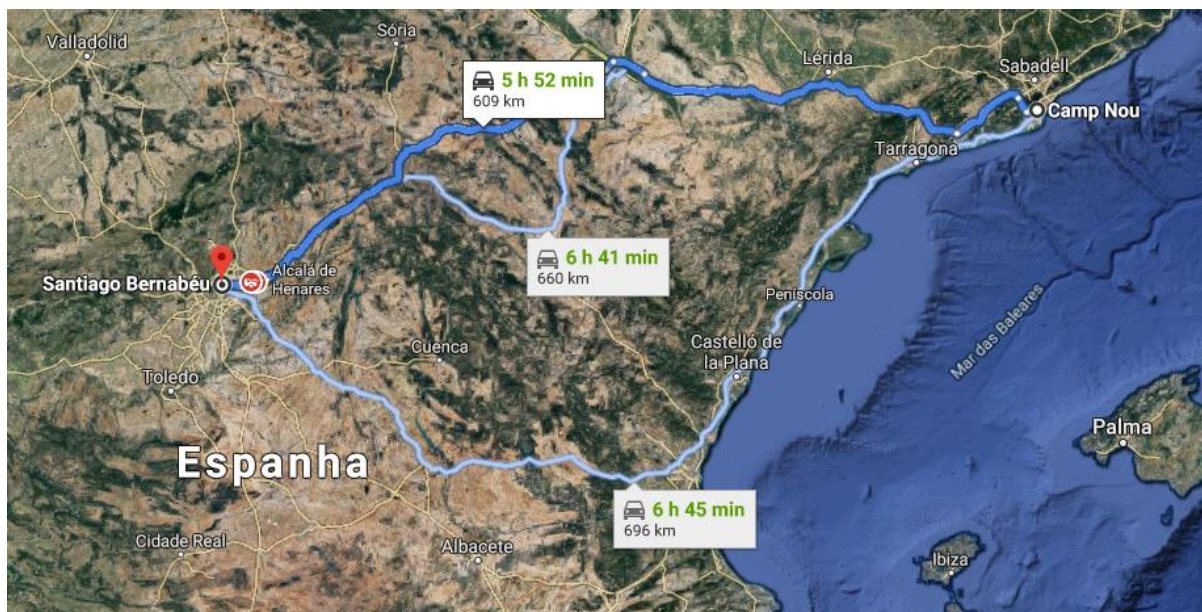 Valladolid
Sória
Lérida
Sabadell
5 h 52 min
609 km
Camp Nou
Tarragona
6 h 41 min
660 km
Santiago Bernabéu
Alcalá de
Henares
Peníscola
Mar das Baleares
Cuenca
Castelló de
la Plana
Toledo
Palma
Espanha
6 h 45 min
696 km
Cidade Real
Albacete
Ibiza